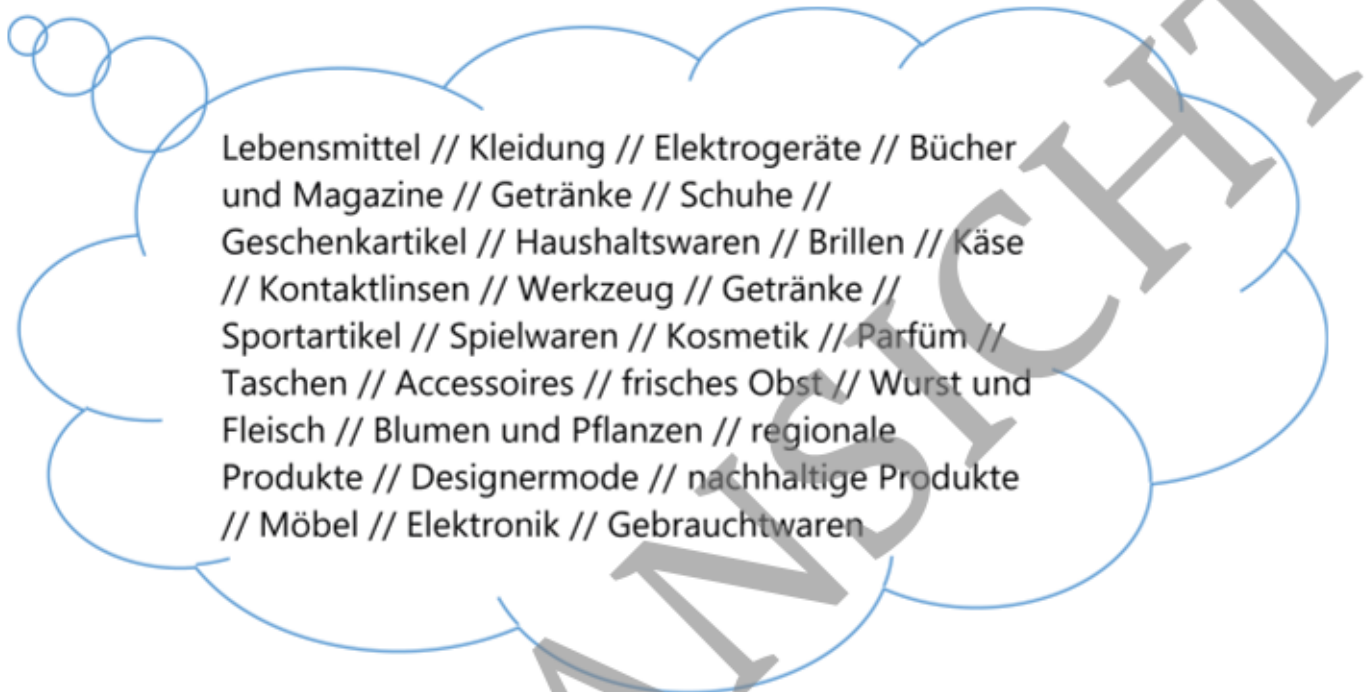 Lebensmittel // Kleidung // Elektrogeräte // Bücher
und Magazine // Getränke // Schuhe //
Geschenkartikel // Haushaltswaren // Brillen // Käse
// Kontaktlinsen // Werkzeug // Getränke //
Sportartikel // Spielwaren // Kosmetik // Parfüm //
Taschen // Accessoires // frisches Obst // Wurst und
Fleisch // Blumen und Pflanzen // regionale
Produkte // Designermode // nachhaltige Produkte
// Möbel // Elektronik // Gebrauchtwaren
ANSICHT